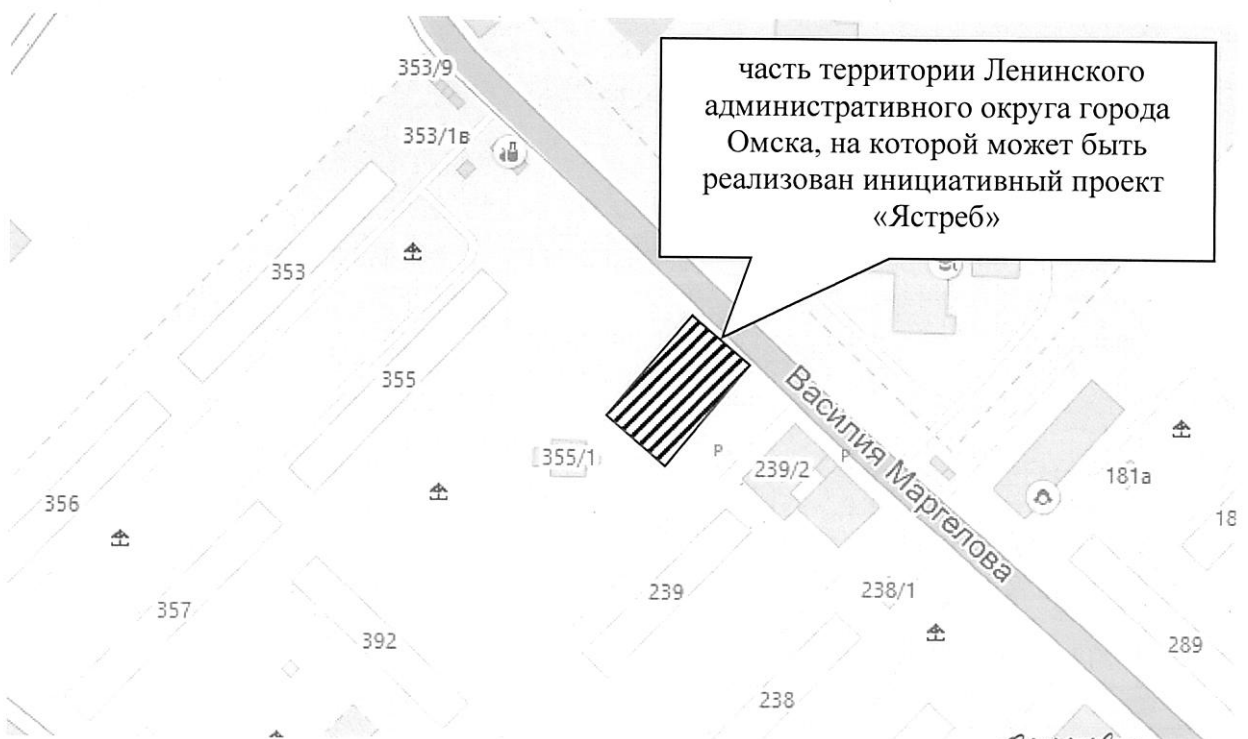 353/9
часть территории Ленинского
административного округа города
Омска, на которой может быть
реализован инициативный проект
«Ястреб»
353/1в
353
355
Василия Маргелова
355/1
Р
239/2
Р
181а
356
18
357
239
238/1
392
289
238